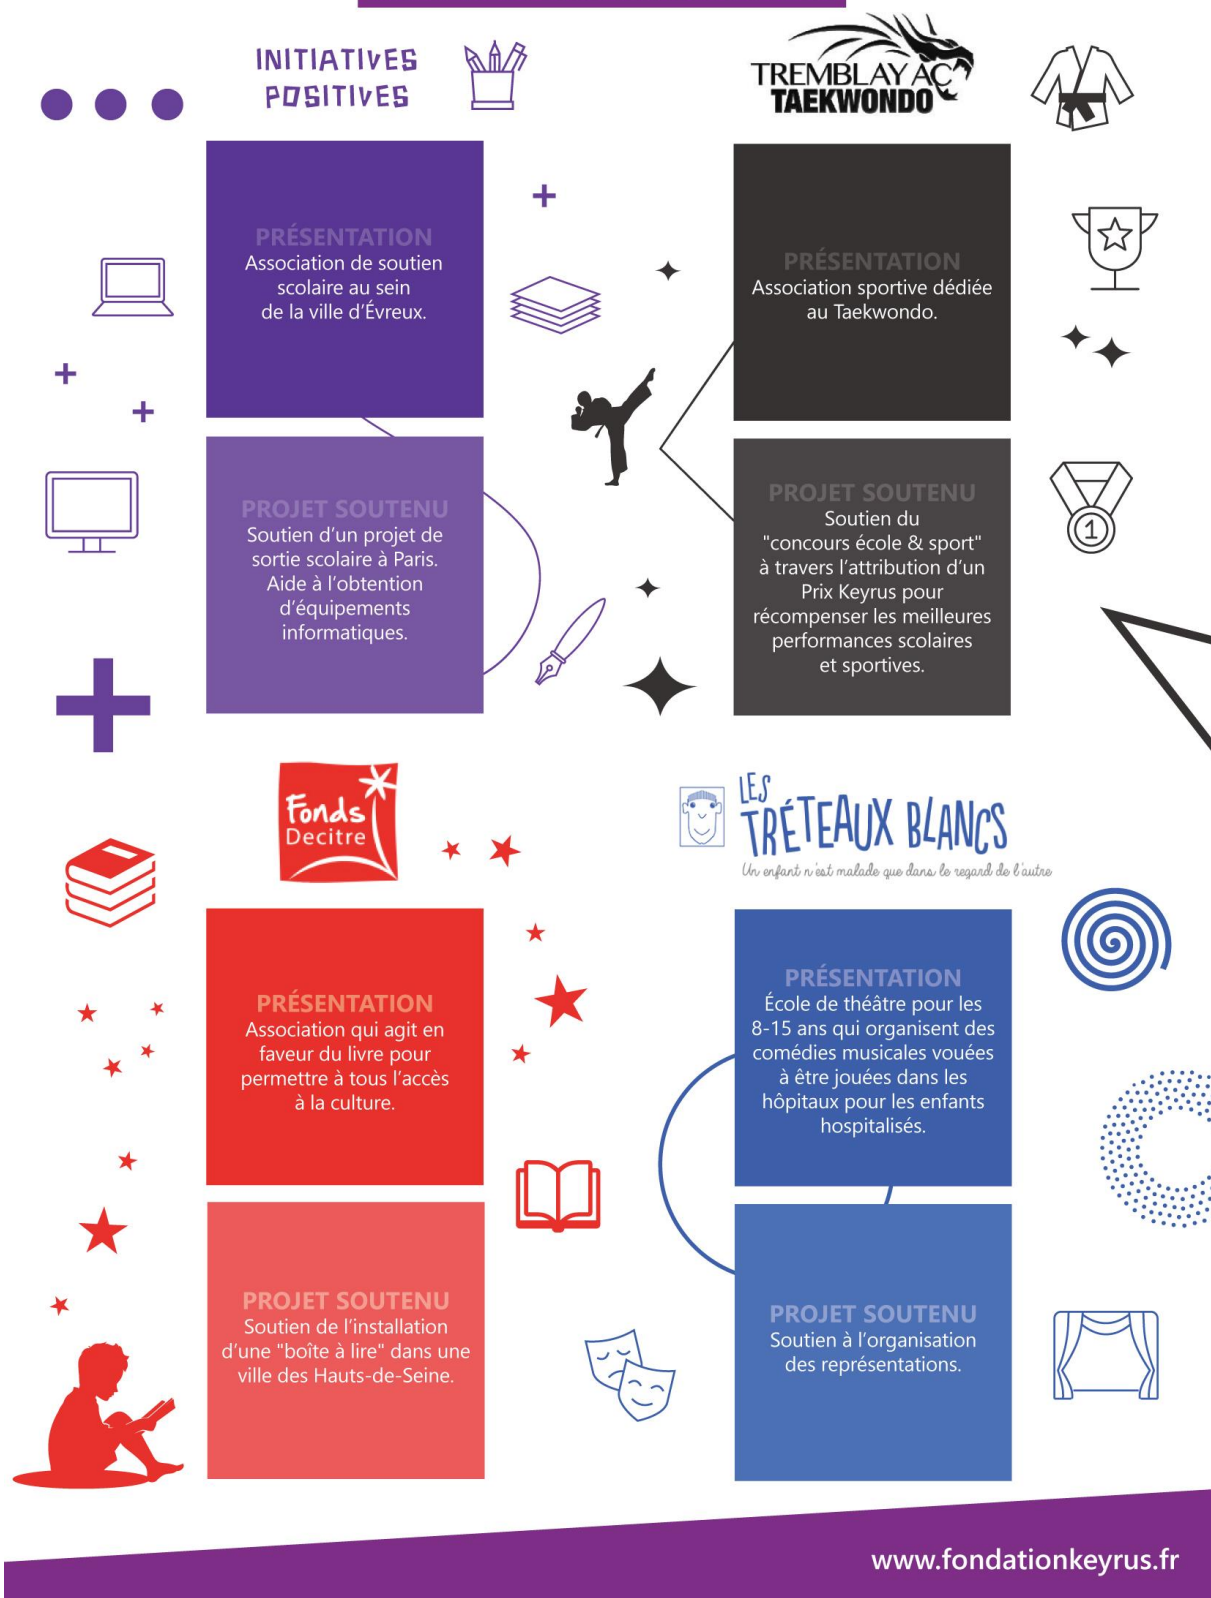 INITIATIVES
POSITIVES
PRÉSENTATION
Association de soutien
scolaire au sein
de la ville d'Évreux.
PROJET SOUTENU
Soutien d'un projet de
sortie scolaire à Paris.
Aide à l'obtention
d'équipements
informatiques.
TREMBLAY AC
TAEKWONDO
PRÉSENTATION
Association sportive dédiée
au Taekwondo.
PROJET SOUTENU
Soutien du
"concours école & sport"
à travers l'attribution d'un
Prix Keyrus pour
récompenser les meilleures
performances scolaires
et sportives.
1
Fonds
Decitre
PRÉSENTATION
Association qui agit en
faveur du livre pour
permettre à tous l'accès
à la culture.
PROJET SOUTENU
Soutien de l'installation
d'une "boîte à lire" dans une
ville des Hauts-de-Seine.
LES
TRÉTEAUX BLANCS
Un enfant n'est malade que dans le regard de l'autre
PRÉSENTATION
École de théâtre pour les
8-15 ans qui organisent des
comédies musicales vouées
à être jouées dans les
hôpitaux pour les enfants
hospitalisés.
PROJET SOUTENU
Soutien à l'organisation
des représentations.
www.fondationkeyrus.fr